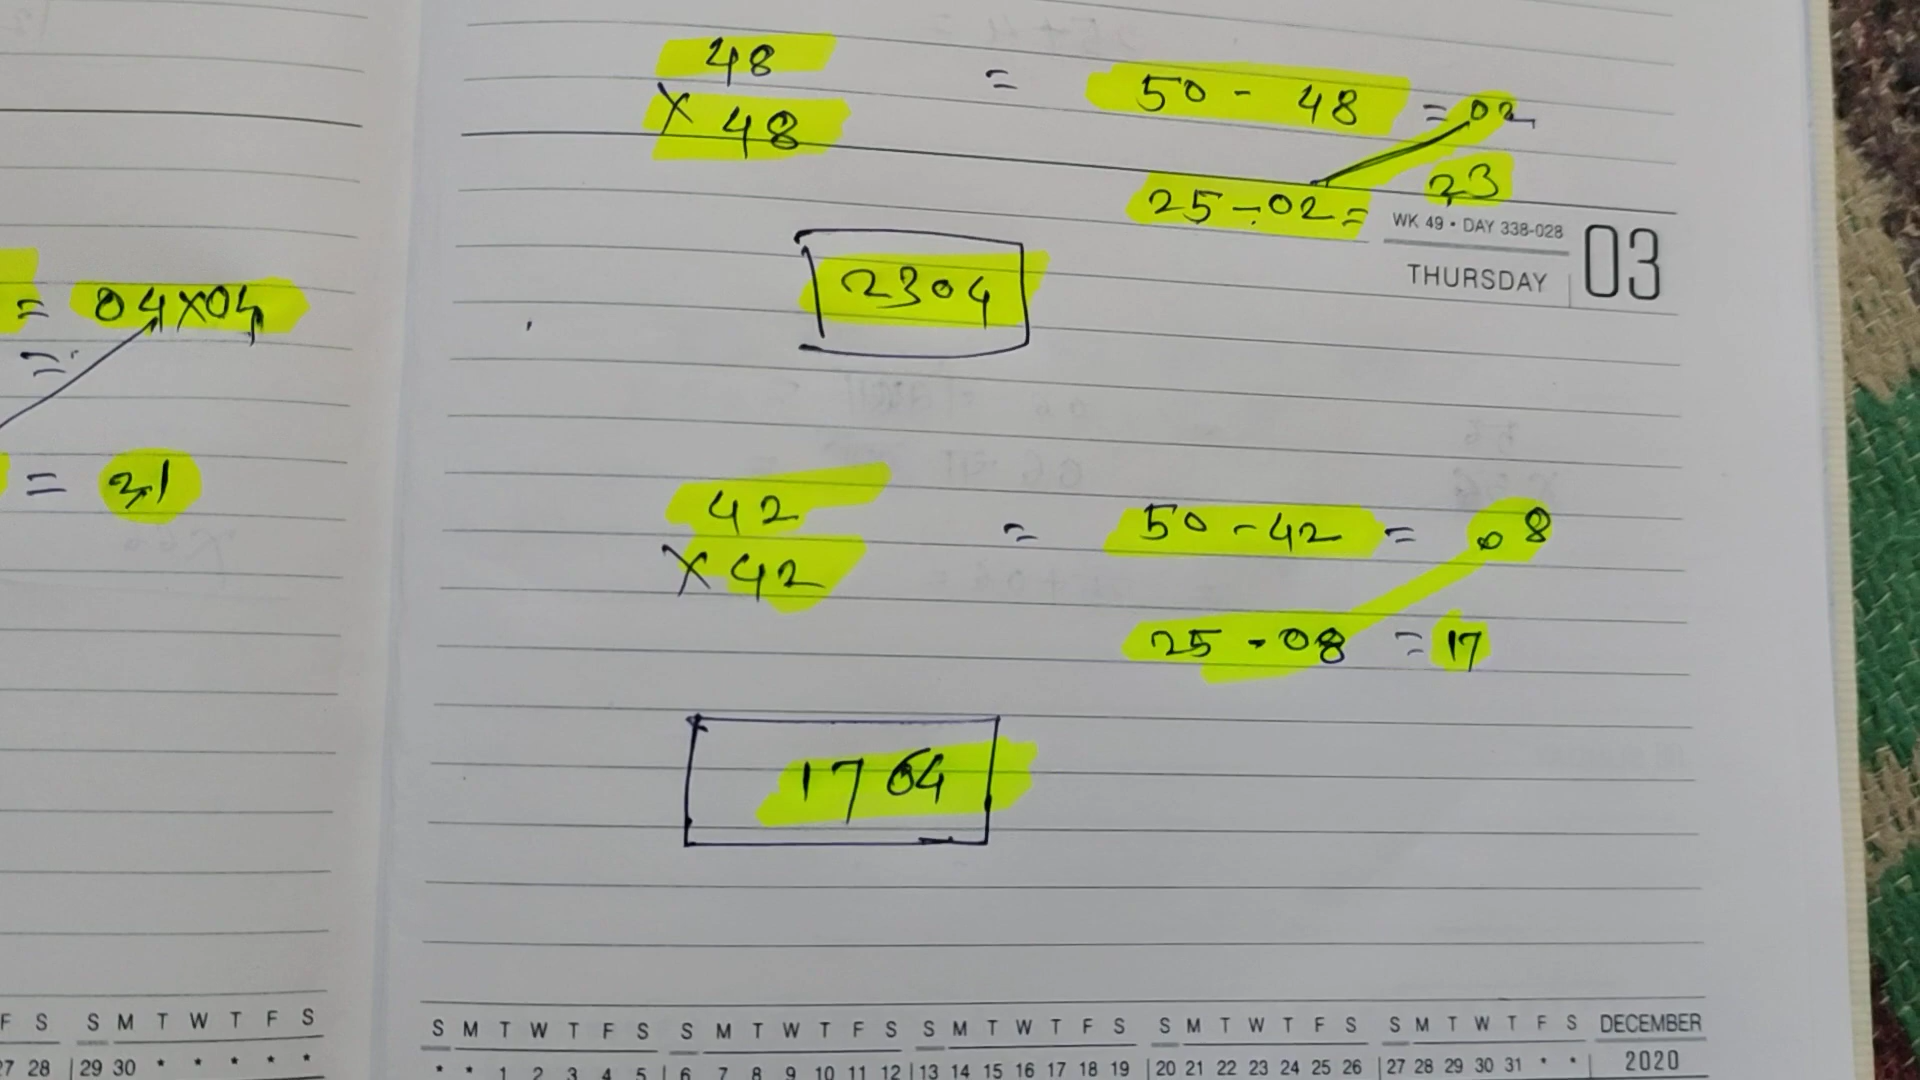 = 04x04
=
= 21
48 = 50 - 48 = 02
X 48
25 - 02 = 23
WK 49 • DAY 338-028
THURSDAY 03
2304
42 = 50 - 42 = 08
X 42
25 - 08 = 17
1764
F S S M T W T F S
27 28 29 30 * * * * *
S M T W T F S S M T W T F S S M T W T F S S M T W T F S S M T W T F S DECEMBER
* * 1 2 3 4 5 6 7 8 9 10 11 12 13 14 15 16 17 18 19 20 21 22 23 24 25 26 27 28 29 30 31 * * 2020